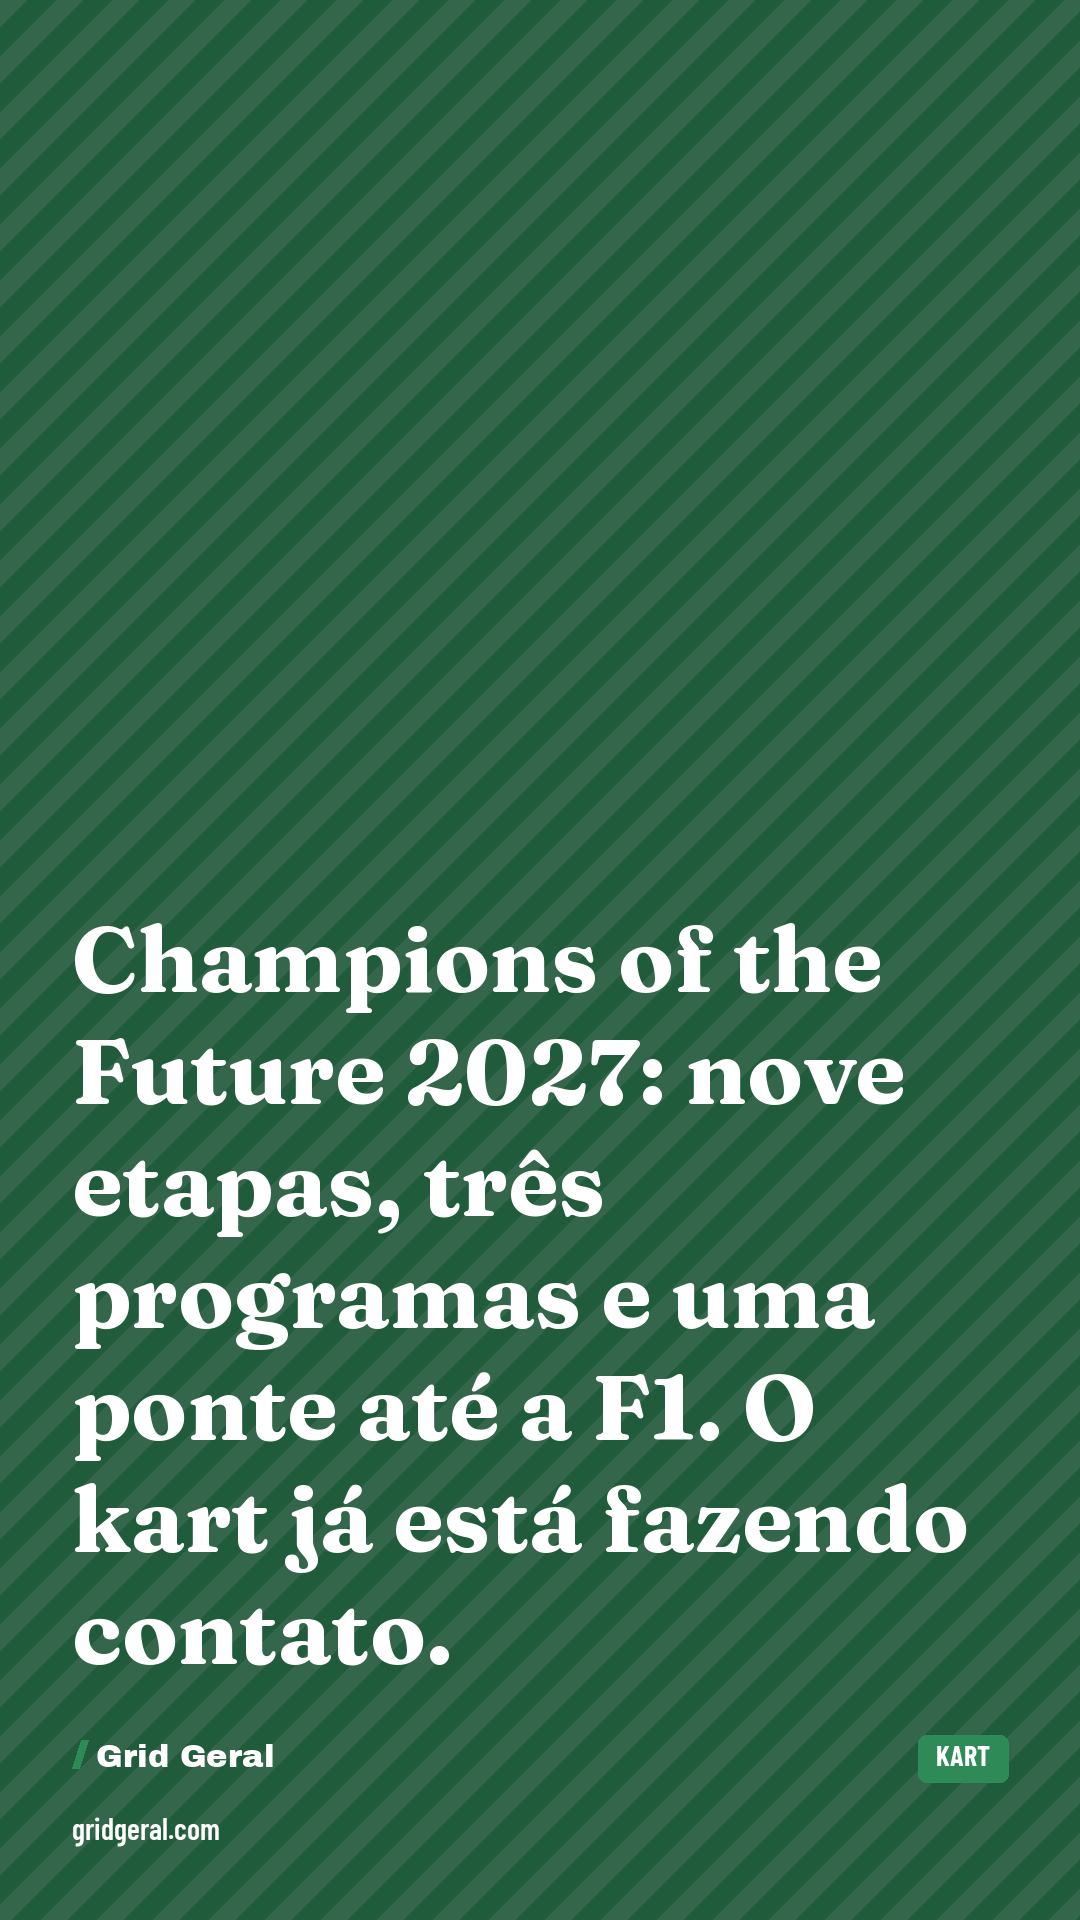 Champions of the
Future 2027: nove
etapas, três
programas e uma
ponte até a F1. O
kart já está fazendo
contato.
/ Grid Geral
KART
gridgeral.com